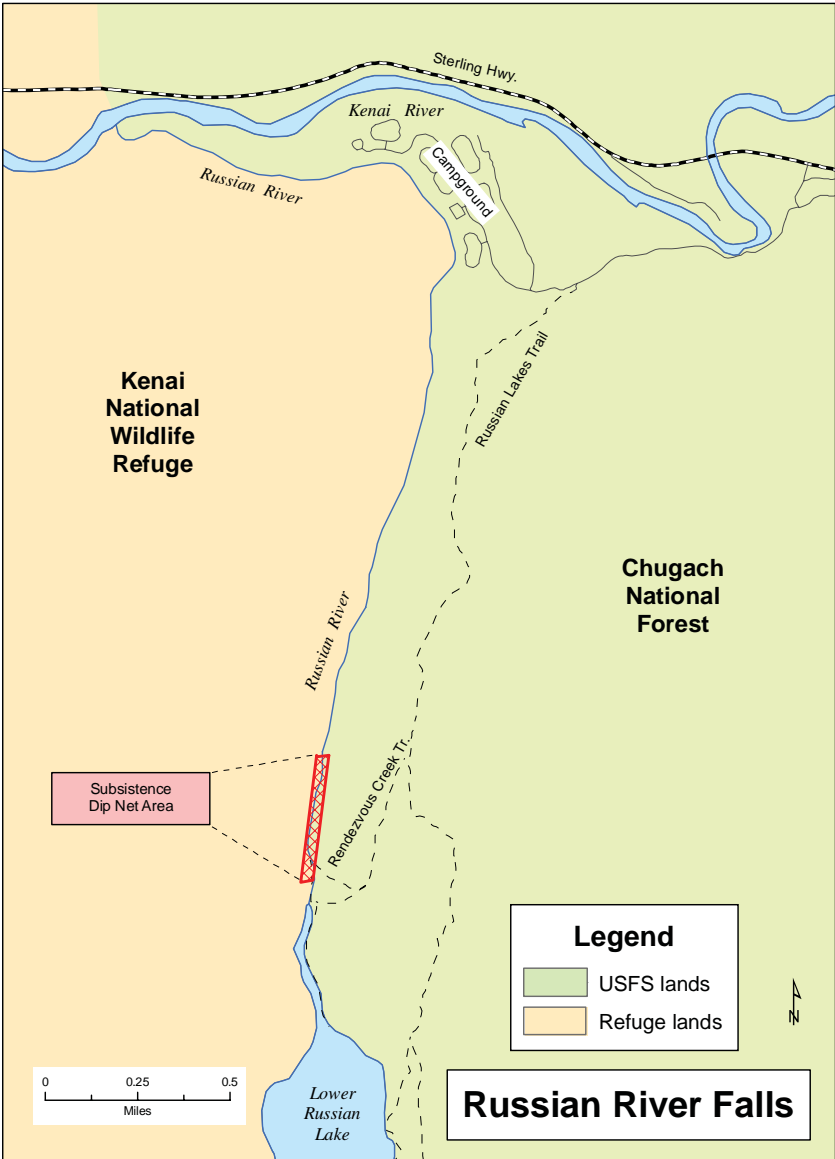 Sterling Hwy.
Kenai River
Campground
Russian River
Russian Lakes Trail
Kenai
National
Wildlife
Refuge
Chugach
National
Forest
Russian River
Subsistence
Dip Net Area
Rendezvous Creek Tr.
Legend
USFS lands
Refuge lands
N
0 0.25 0.5
Miles
Lower
Russian
Lake
Russian River Falls